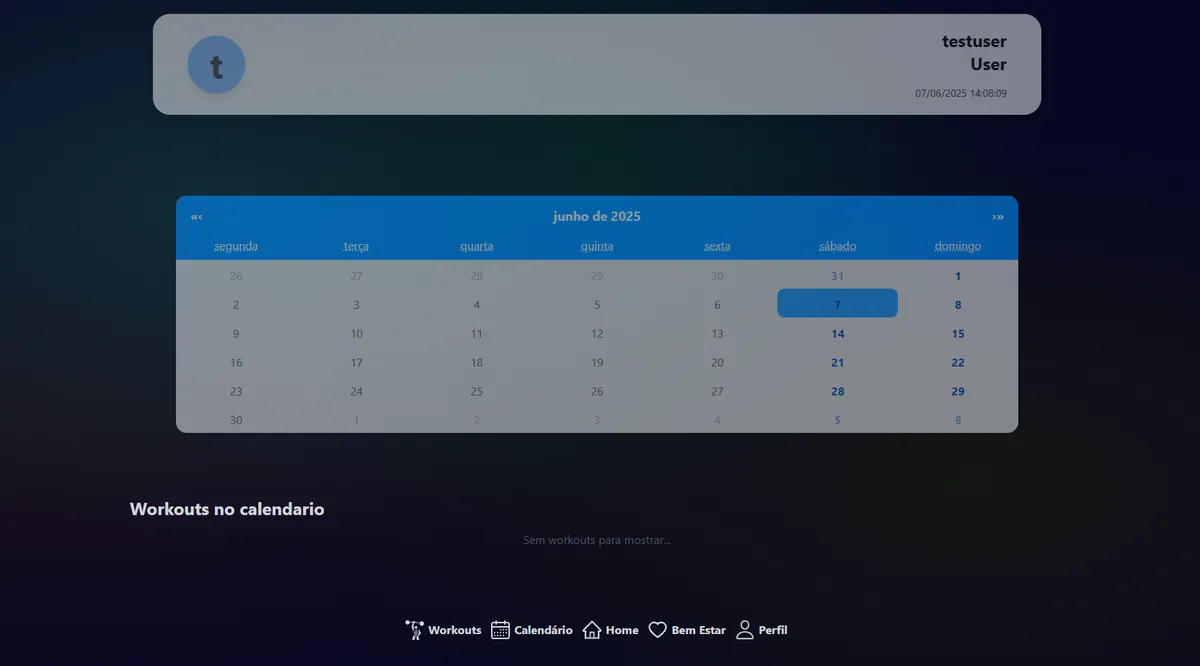 t
testuser
User
07/06/2025 14:08:09
«‹ junho de 2025 ›»
segunda terça quarta quinta sexta sábado domingo
26 27 28 29 30 31 1
2 3 4 5 6 7 8
9 10 11 12 13 14 15
16 17 18 19 20 21 22
23 24 25 26 27 28 29
30 1 2 3 4 5 6
Workouts no calendario
Sem workouts para mostrar...
Workouts Calendário Home Bem Estar Perfil